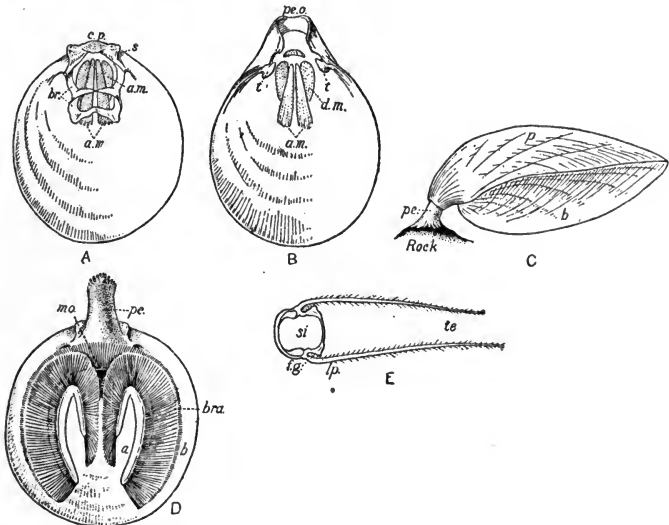 c.p.
s
br.
a.m.
a.m
A
pe.o.
t
t
d.m.
a.m.
B
p
pe.
b
Rock
C
mo.
pe.
bra.
a
b
D
si
te
f.g.
lp.
E